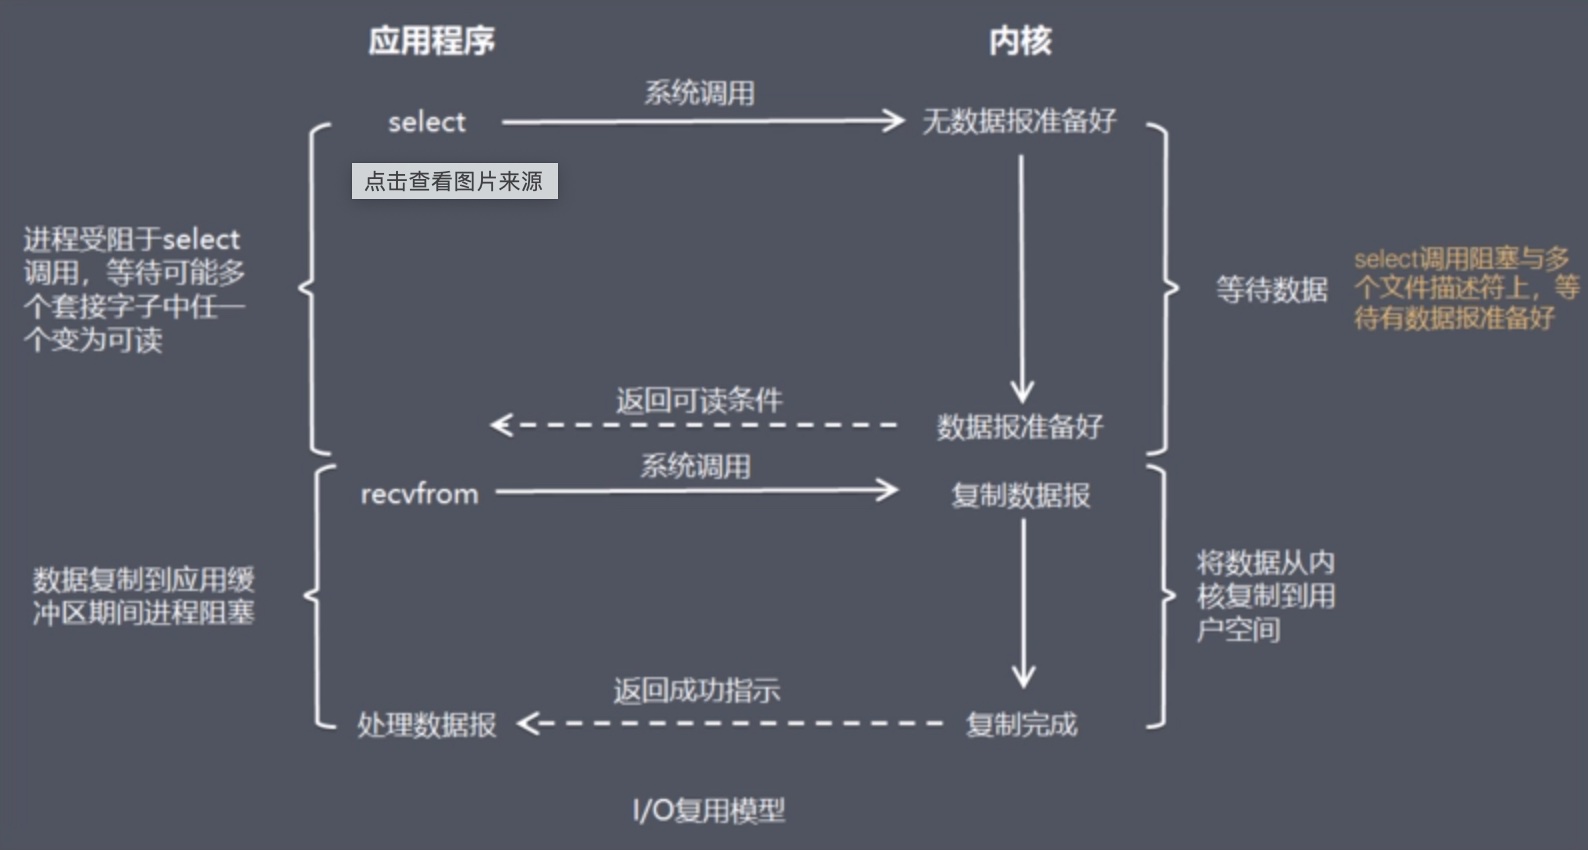 应用程序
内核
系统调用
select
无数据报准备好
点击查看图片来源
进程受阻于select
调用，等待可能多
个套接字子中任一
个变为可读
等待数据
select调用阻塞与多
个文件描述符上，等
待有数据报准备好
返回可读条件
数据报准备好
系统调用
recvfrom
复制数据报
数据复制到应用缓
冲区期间进程阻塞
将数据从内
核复制到用
户空间
返回成功指示
处理数据报
复制完成
I/O复用模型